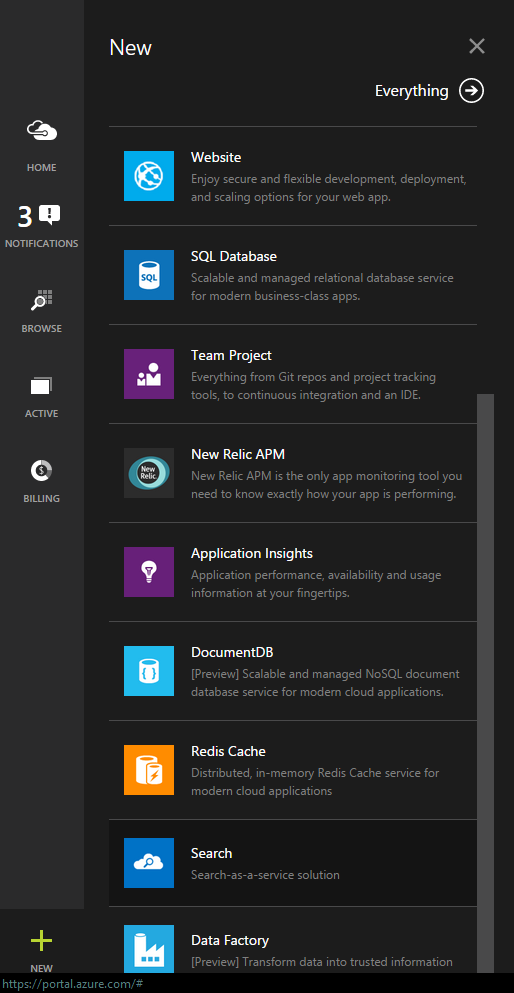 New
Everything
HOME
3
NOTIFICATIONS
BROWSE
ACTIVE
BILLING
Website
Enjoy secure and flexible development, deployment,
and scaling options for your web app.
SQL
SQL Database
Scalable and managed relational database service
for modern business-class apps.
Team Project
Everything from Git repos and project tracking
tools, to continuous integration and an IDE.
New
Relic
New Relic APM
New Relic APM is the only app monitoring tool you
need to know exactly how your app is performing.
Application Insights
Application performance, availability and usage
information at your fingertips.
DocumentDB
[Preview] Scalable and managed NoSQL document
database service for modern cloud applications.
Redis Cache
Distributed, in-memory Redis Cache service for
modern cloud applications
Search
Search-as-a-service solution
Data Factory
[Preview] Transform data into trusted information
NEW
https://portal.azure.com/#